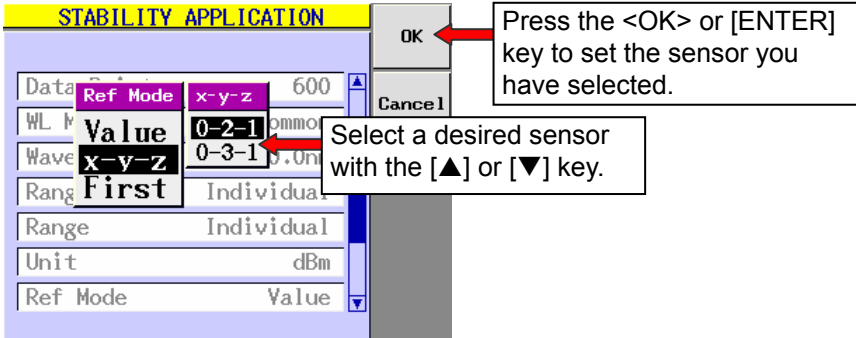 STABILITY APPLICATION
OK
Press the <OK> or [ENTER]
key to set the sensor you
have selected.
Data 600
Ref Mode x-y-z
Cancel
WL
Value 0-2-1
Select a desired sensor
with the [▲] or [▼] key.
x-y-z 0-3-1
First
Individual
Range Individual
Unit dBm
Ref Mode Value